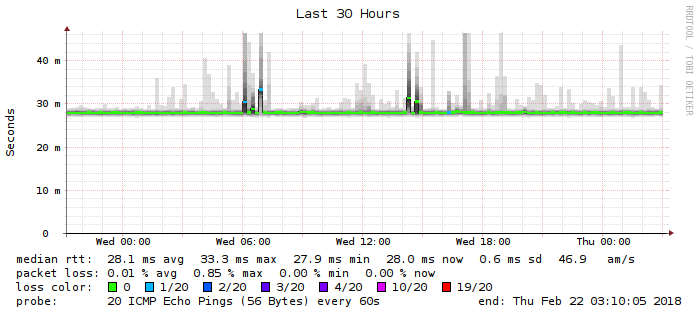 Last 30 Hours
RRDTOOL / TOBI OETIKER
Seconds
40 m
30 m
20 m
10 m
0
Wed 00:00 Wed 06:00 Wed 12:00 Wed 18:00 Thu 00:00
median rtt: 28.1 ms avg 33.3 ms max 27.9 ms min 28.0 ms now 0.6 ms sd 46.9 am/s
packet loss: 0.01 % avg 0.85 % max 0.00 % min 0.00 % now
loss color: 0 1/20 2/20 3/20 4/20 10/20 19/20
probe: 20 ICMP Echo Pings (56 Bytes) every 60s end: Thu Feb 22 03:10:05 2018